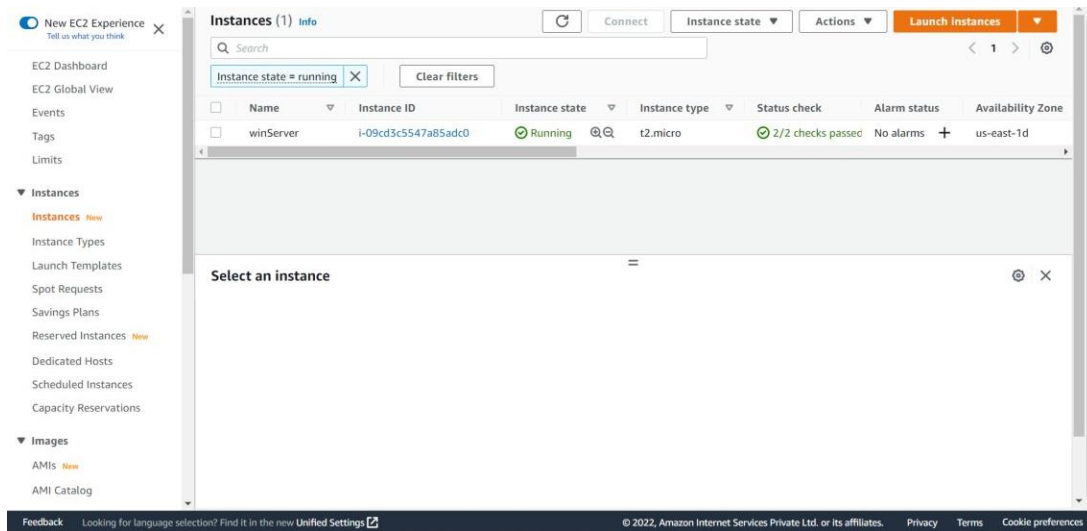 New EC2 Experience
Tell us what you think
EC2 Dashboard
EC2 Global View
Events
Tags
Limits
Instances
Instances New
Instance Types
Launch Templates
Spot Requests
Savings Plans
Reserved Instances New
Dedicated Hosts
Scheduled Instances
Capacity Reservations
Images
AMIs New
AMI Catalog
Instances (1) Info
Connect
Instance state
Actions
Launch instances
Search
1
Instance state = running
Clear filters
Name Instance ID Instance state Instance type Status check Alarm status Availability Zone
winServer i-09cd3c5547a85adc0 Running t2.micro 2/2 checks passed No alarms + us-east-1d
Select an instance
Feedback Looking for language selection? Find it in the new Unified Settings © 2022, Amazon Internet Services Private Ltd. or its affiliates. Privacy Terms Cookie preferences